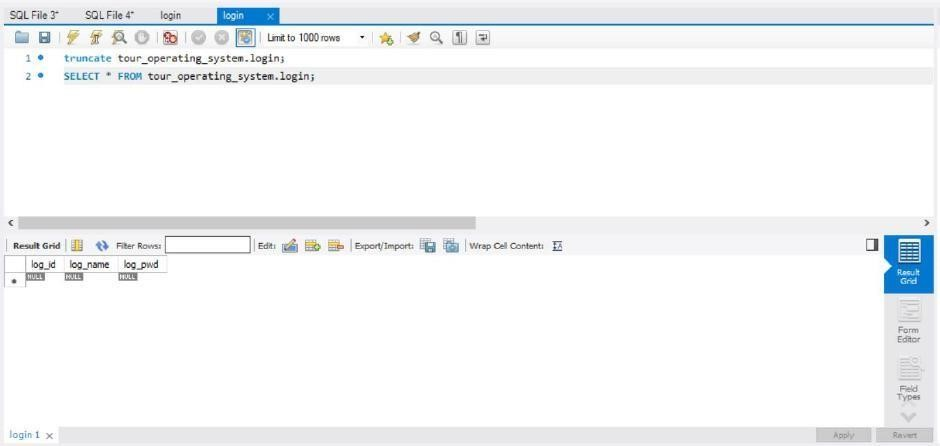 SQL File 3* SQL File 4* login login ×
Limit to 1000 rows
1 truncate tour_operating_system.login;
2 SELECT * FROM tour_operating_system.login;
Result Grid Filter Rows: Edit: Export/Import: Wrap Cell Content:
log_id log_name log_pwd
NULL NULL NULL
Result
Grid
Form
Editor
Field
Types
login 1 × Apply Revert